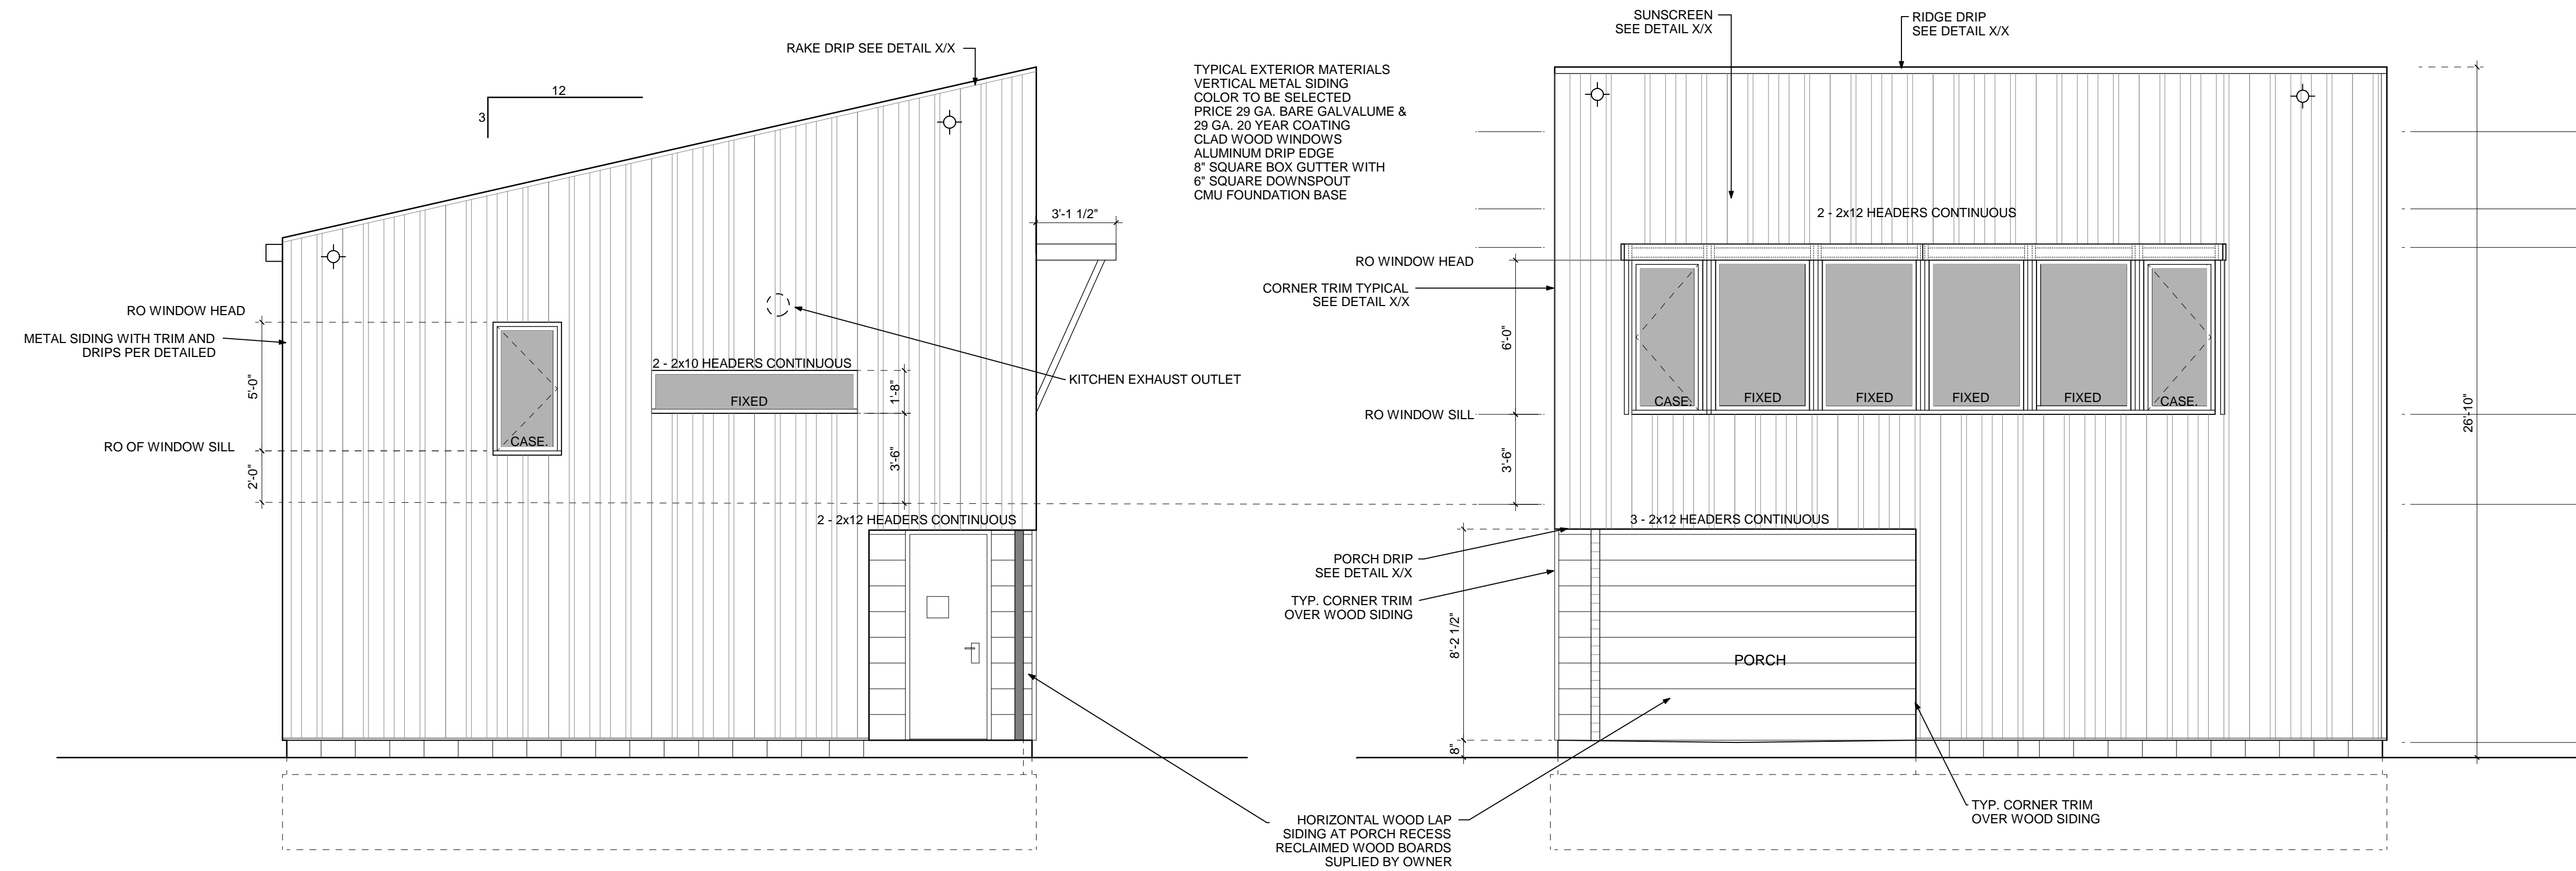 RAKE DRIP SEE DETAIL X/X
12
3
3'-1 1/2"
RO WINDOW HEAD
METAL SIDING WITH TRIM AND
DRIPS PER DETAILED
5'-0"
RO OF WINDOW SILL
2'-0"
CASE.
2 - 2x10 HEADERS CONTINUOUS
FIXED
1'-8"
3'-6"
KITCHEN EXHAUST OUTLET
2 - 2x12 HEADERS CONTINUOUS
TYPICAL EXTERIOR MATERIALS
VERTICAL METAL SIDING
COLOR TO BE SELECTED
PRICE 29 GA. BARE GALVALUME &
29 GA. 20 YEAR COATING
CLAD WOOD WINDOWS
ALUMINUM DRIP EDGE
8" SQUARE BOX GUTTER WITH
6" SQUARE DOWNSPOUT
CMU FOUNDATION BASE
SUNSCREEN
SEE DETAIL X/X
RIDGE DRIP
SEE DETAIL X/X
2 - 2x12 HEADERS CONTINUOUS
RO WINDOW HEAD
CORNER TRIM TYPICAL
SEE DETAIL X/X
6'-0"
CASE.
FIXED
FIXED
FIXED
FIXED
CASE.
RO WINDOW SILL
3'-6"
26'-10"
3 - 2x12 HEADERS CONTINUOUS
PORCH DRIP
SEE DETAIL X/X
TYP. CORNER TRIM
OVER WOOD SIDING
8'-2 1/2"
PORCH
8"
HORIZONTAL WOOD LAP
SIDING AT PORCH RECESS
RECLAIMED WOOD BOARDS
SUPLIED BY OWNER
TYP. CORNER TRIM
OVER WOOD SIDING